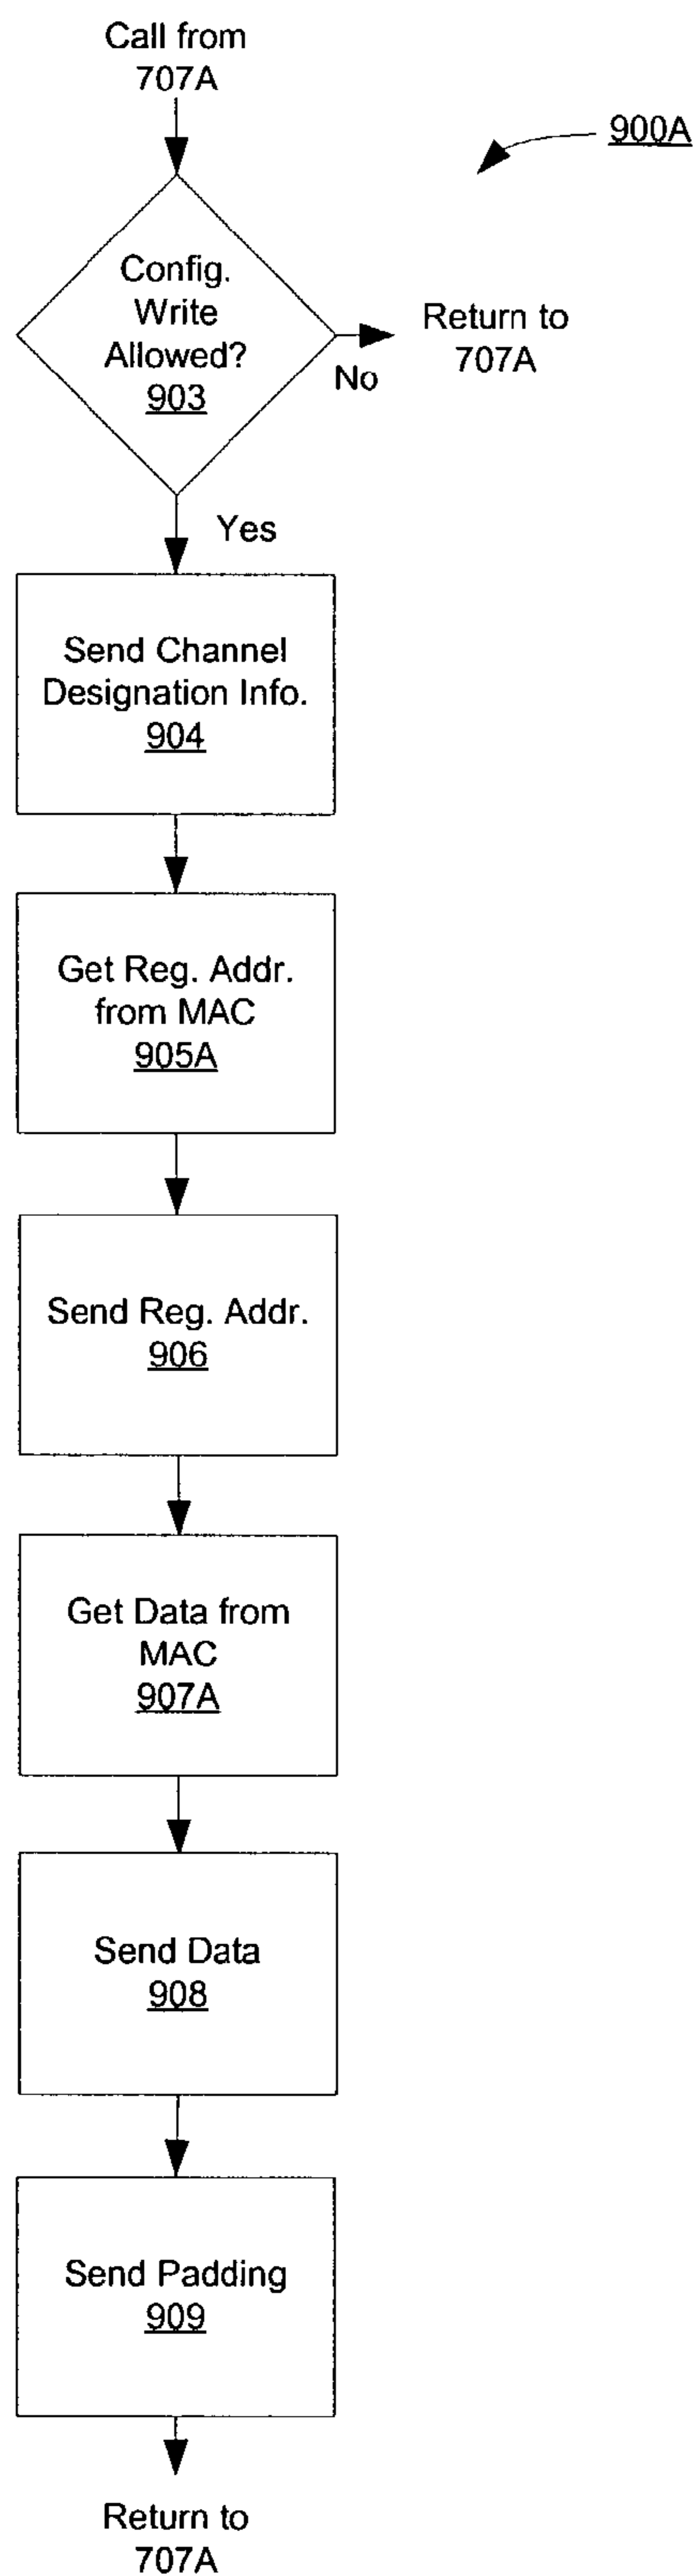 Call from
707A
900A
Config.
Write
Allowed?
903
Return to
707A
No
Yes
Send Channel
Designation Info.
904
Get Reg. Addr.
from MAC
905A
Send Reg. Addr.
906
Get Data from
MAC
907A
Send Data
908
Send Padding
909
Return to
707A